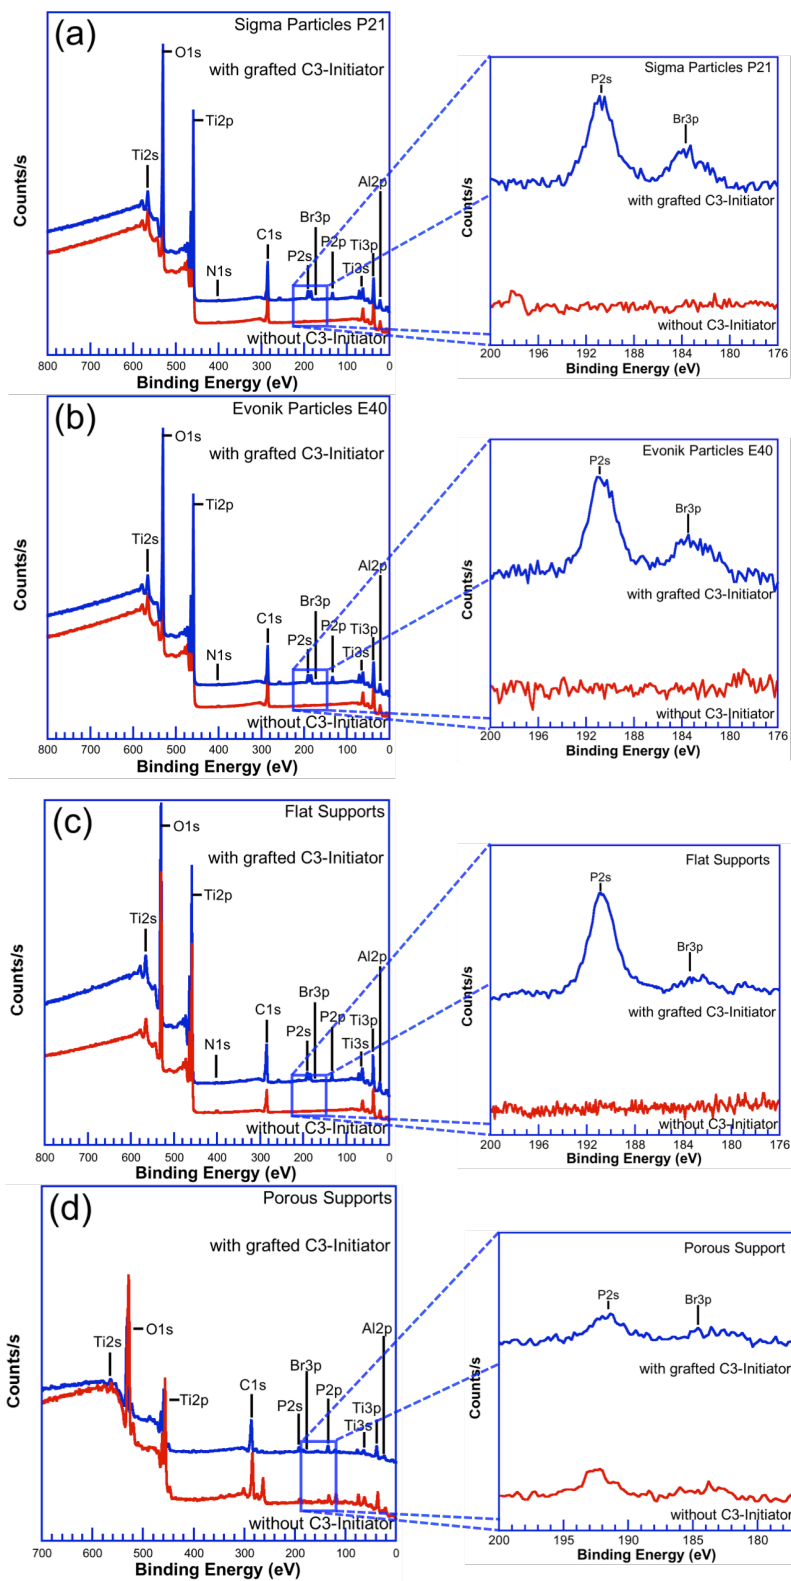 (a)
Sigma Particles P21
O1s
with grafted C3-Initiator
Ti2p
Ti2s
Al2p
Br3p
C1s
P2p
Ti3p
P2s
N1s
Ti3s
without C3-Initiator
Counts/s
800 700 600 500 400 300 200 100 0
Binding Energy (eV)
Sigma Particles P21
P2s
Br3p
with grafted C3-Initiator
without C3-Initiator
Counts/s
200 196 192 188 184 180 176
Binding Energy (eV)
(b)
Evonik Particles E40
O1s
with grafted C3-Initiator
Ti2p
Ti2s
Al2p
Br3p
C1s
P2p
Ti3p
P2s
N1s
Ti3s
without C3-Initiator
Counts/s
800 700 600 500 400 300 200 100 0
Binding Energy (eV)
Evonik Particles E40
P2s
Br3p
with grafted C3-Initiator
without C3-Initiator
Counts/s
200 196 192 188 184 180 176
Binding Energy (eV)
(c)
Flat Supports
O1s
with grafted C3-Initiator
Ti2p
Ti2s
Al2p
Br3p
C1s
P2p
Ti3p
P2s
N1s
Ti3s
without C3-Initiator
Counts/s
800 700 600 500 400 300 200 100 0
Binding Energy (eV)
Flat Supports
P2s
Br3p
with grafted C3-Initiator
without C3-Initiator
Counts/s
200 196 192 188 184 180 176
Binding Energy (eV)
(d)
Porous Supports
with grafted C3-Initiator
O1s
Ti2s
Al2p
Br3p
C1s
P2p
Ti2p
P2s
Ti3p
Ti3s
without C3-Initiator
Counts/s
700 600 500 400 300 200 100 0
Binding Energy (eV)
Porous Support
P2s
Br3p
with grafted C3-Initiator
without C3-Initiator
Counts/s
200 195 190 185 180
Binding Energy (eV)